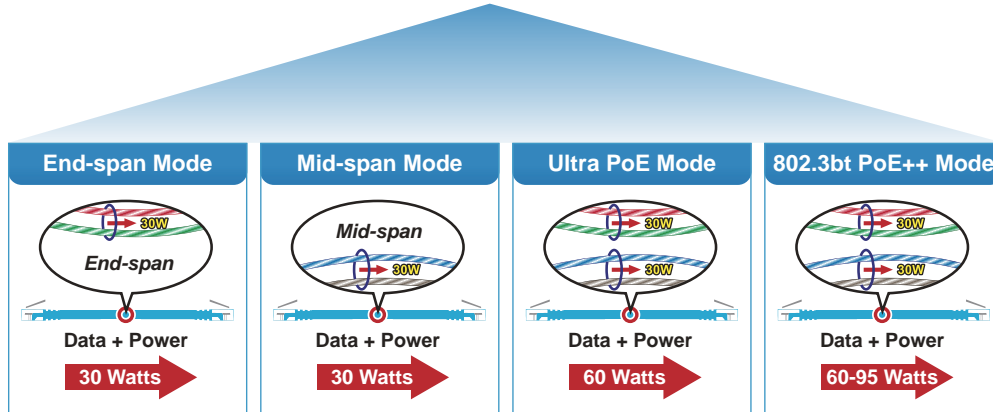 End-span Mode
Mid-span Mode
Ultra PoE Mode
802.3bt PoE++ Mode
30W
End-span
Mid-span
30W
30W
30W
30W
30W
Data + Power
Data + Power
Data + Power
Data + Power
30 Watts
30 Watts
60 Watts
60-95 Watts